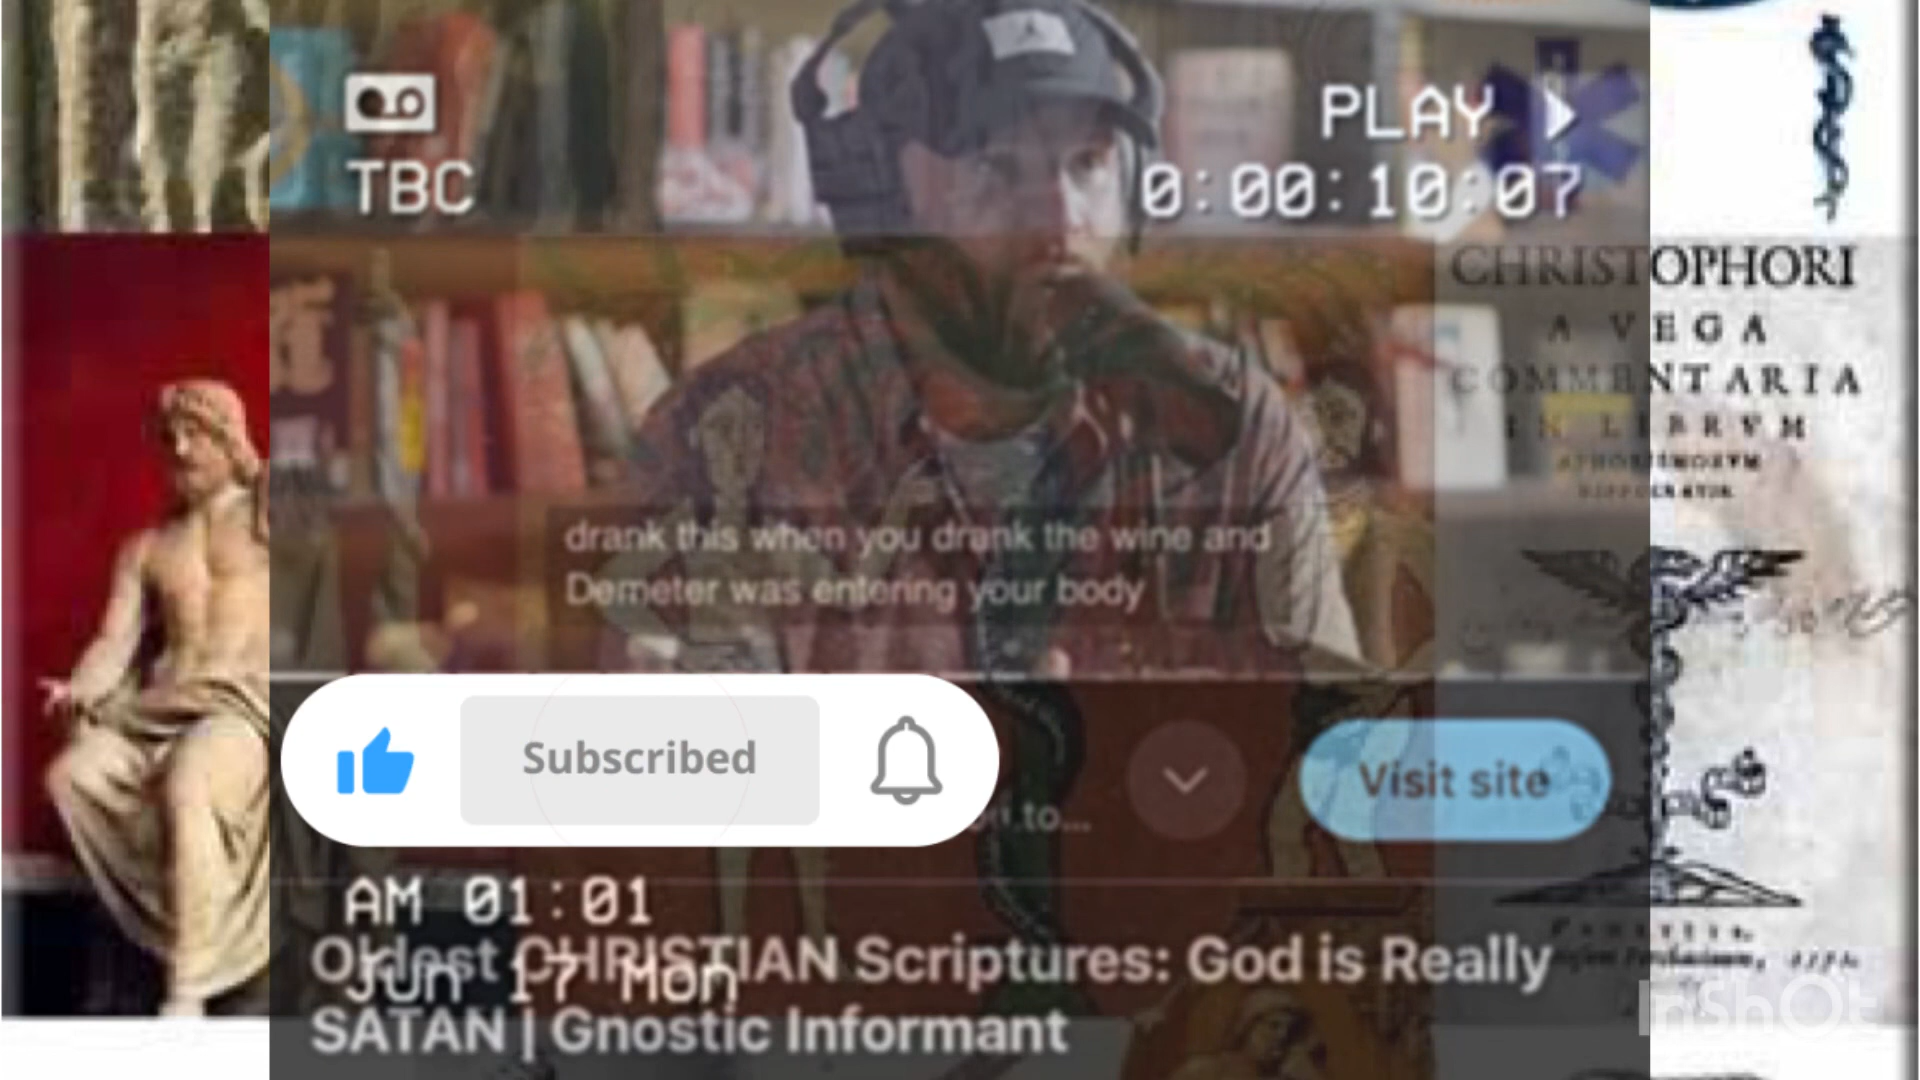 PLAY
TBC
0:00:10:07
CHRISTOPHORI
A VEGA
COMMENTARIA
IN LIBRVM
drank this when you drank the wine and
Demeter was entering your body
Subscribed
to...
Visit site
AM 01:01
Jun 17 Mon
Oldest CHRISTIAN Scriptures: God is Really
SATAN | Gnostic Informant
InShOt